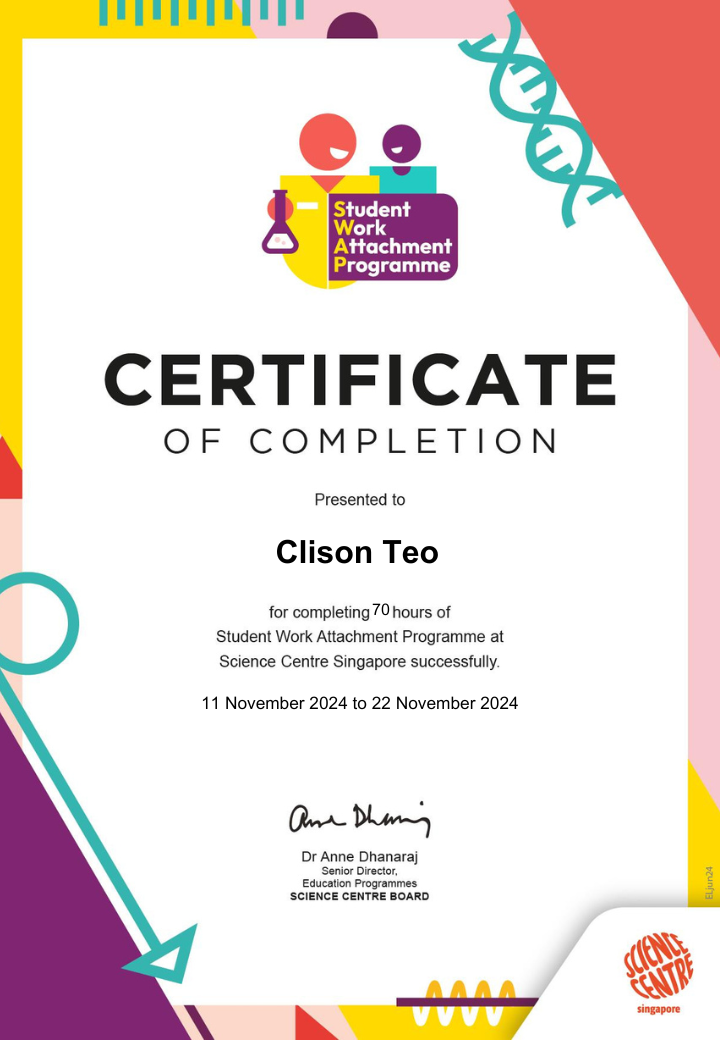 Student
Work
Attachment
Programme
CERTIFICATE
OF COMPLETION
Presented to
Clison Teo
for completing 70 hours of
Student Work Attachment Programme at
Science Centre Singapore successfully.
11 November 2024 to 22 November 2024
Anne Dhanaraj
Dr Anne Dhanaraj
Senior Director,
Education Programmes
SCIENCE CENTRE BOARD
EI.jun24
SCIENCE
CENTRE
singapore